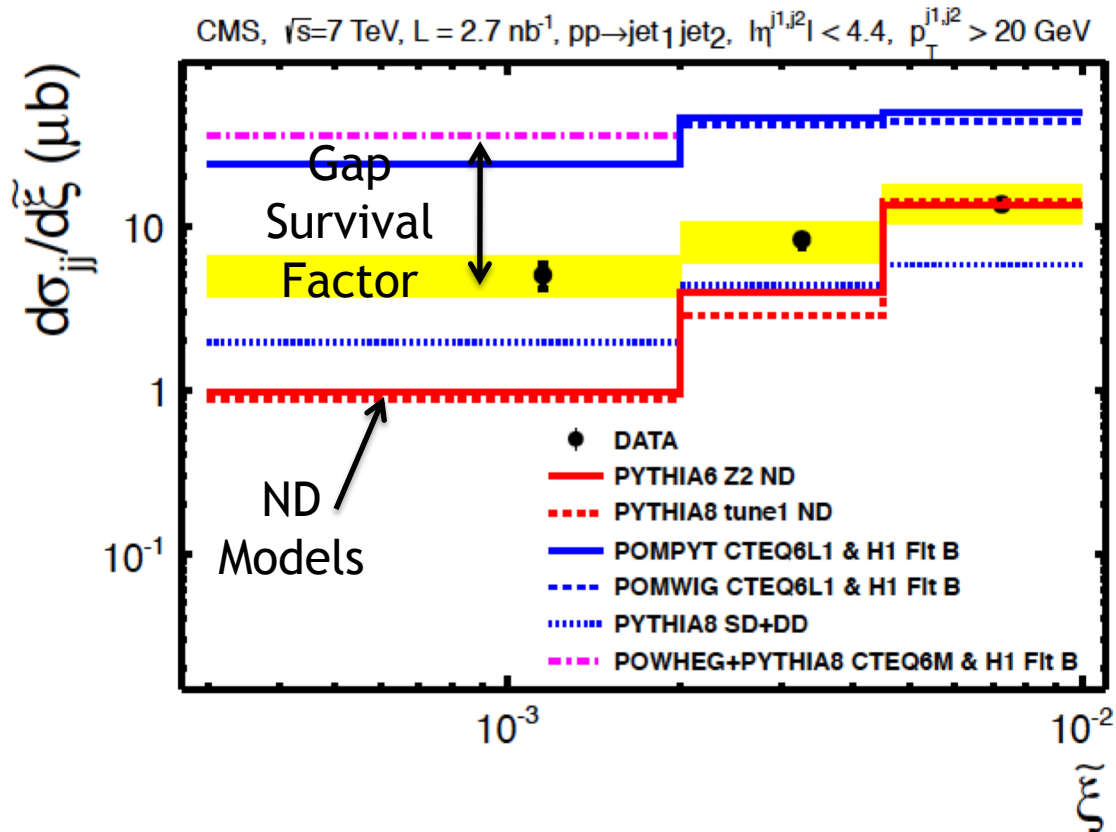 CMS, √s=7 TeV, L = 2.7 nb⁻¹, pp→jet₁ jet₂, |η^{j1,j2}| < 4.4, p_T^{j1,j2} > 20 GeV
dσ_{jj}/dξ̃ (μb)
10
1
10⁻¹
Gap
Survival
Factor
ND
Models
DATA
PYTHIA6 Z2 ND
PYTHIA8 tune1 ND
POMPYT CTEQ6L1 & H1 Fit B
POMWIG CTEQ6L1 & H1 Fit B
PYTHIA8 SD+DD
POWHEG+PYTHIA8 CTEQ6M & H1 Fit B
10⁻³
10⁻²
ξ̃